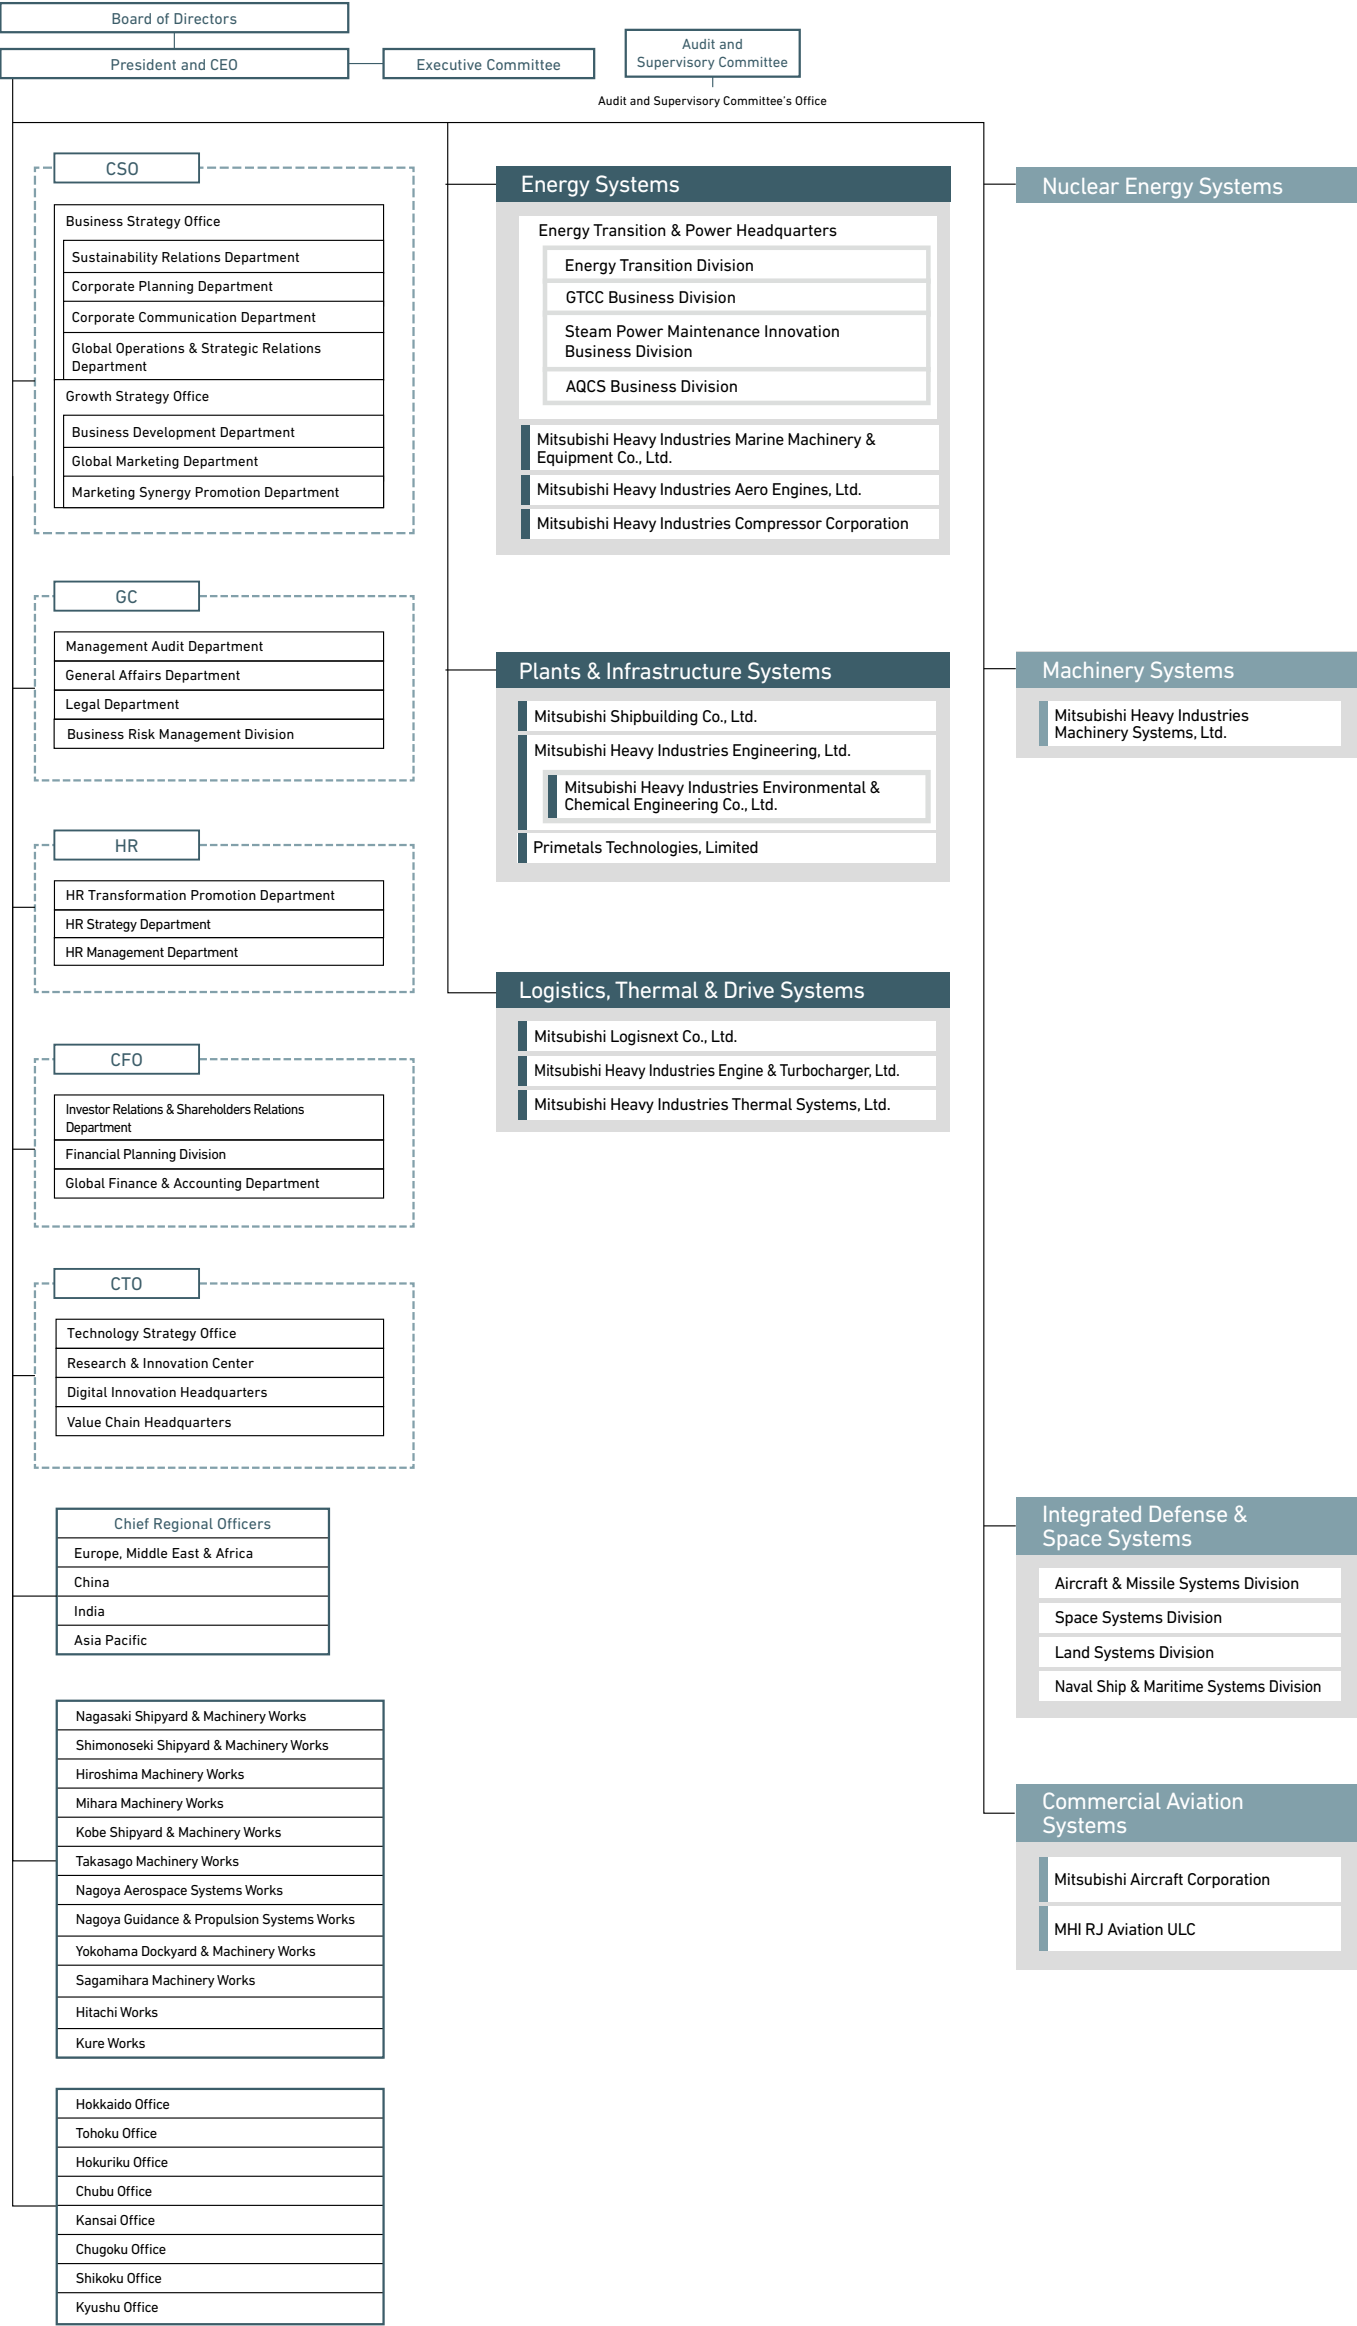 Board of Directors
President and CEO
Executive Committee
Audit and
Supervisory Committee
Audit and Supervisory Committee's Office
CSO
Business Strategy Office
Sustainability Relations Department
Corporate Planning Department
Corporate Communication Department
Global Operations & Strategic Relations
Department
Growth Strategy Office
Business Development Department
Global Marketing Department
Marketing Synergy Promotion Department
GC
Management Audit Department
General Affairs Department
Legal Department
Business Risk Management Division
HR
HR Transformation Promotion Department
HR Strategy Department
HR Management Department
CFO
Investor Relations & Shareholders Relations
Department
Financial Planning Division
Global Finance & Accounting Department
CTO
Technology Strategy Office
Research & Innovation Center
Digital Innovation Headquarters
Value Chain Headquarters
Chief Regional Officers
Europe, Middle East & Africa
China
India
Asia Pacific
Nagasaki Shipyard & Machinery Works
Shimonoseki Shipyard & Machinery Works
Hiroshima Machinery Works
Mihara Machinery Works
Kobe Shipyard & Machinery Works
Takasago Machinery Works
Nagoya Aerospace Systems Works
Nagoya Guidance & Propulsion Systems Works
Yokohama Dockyard & Machinery Works
Sagamihara Machinery Works
Hitachi Works
Kure Works
Hokkaido Office
Tohoku Office
Hokuriku Office
Chubu Office
Kansai Office
Chugoku Office
Shikoku Office
Kyushu Office
Energy Systems
Energy Transition & Power Headquarters
Energy Transition Division
GTCC Business Division
Steam Power Maintenance Innovation
Business Division
AQCS Business Division
Mitsubishi Heavy Industries Marine Machinery &
Equipment Co., Ltd.
Mitsubishi Heavy Industries Aero Engines, Ltd.
Mitsubishi Heavy Industries Compressor Corporation
Plants & Infrastructure Systems
Mitsubishi Shipbuilding Co., Ltd.
Mitsubishi Heavy Industries Engineering, Ltd.
Mitsubishi Heavy Industries Environmental &
Chemical Engineering Co., Ltd.
Primetals Technologies, Limited
Logistics, Thermal & Drive Systems
Mitsubishi Logisnext Co., Ltd.
Mitsubishi Heavy Industries Engine & Turbocharger, Ltd.
Mitsubishi Heavy Industries Thermal Systems, Ltd.
Nuclear Energy Systems
Machinery Systems
Mitsubishi Heavy Industries
Machinery Systems, Ltd.
Integrated Defense &
Space Systems
Aircraft & Missile Systems Division
Space Systems Division
Land Systems Division
Naval Ship & Maritime Systems Division
Commercial Aviation
Systems
Mitsubishi Aircraft Corporation
MHI RJ Aviation ULC